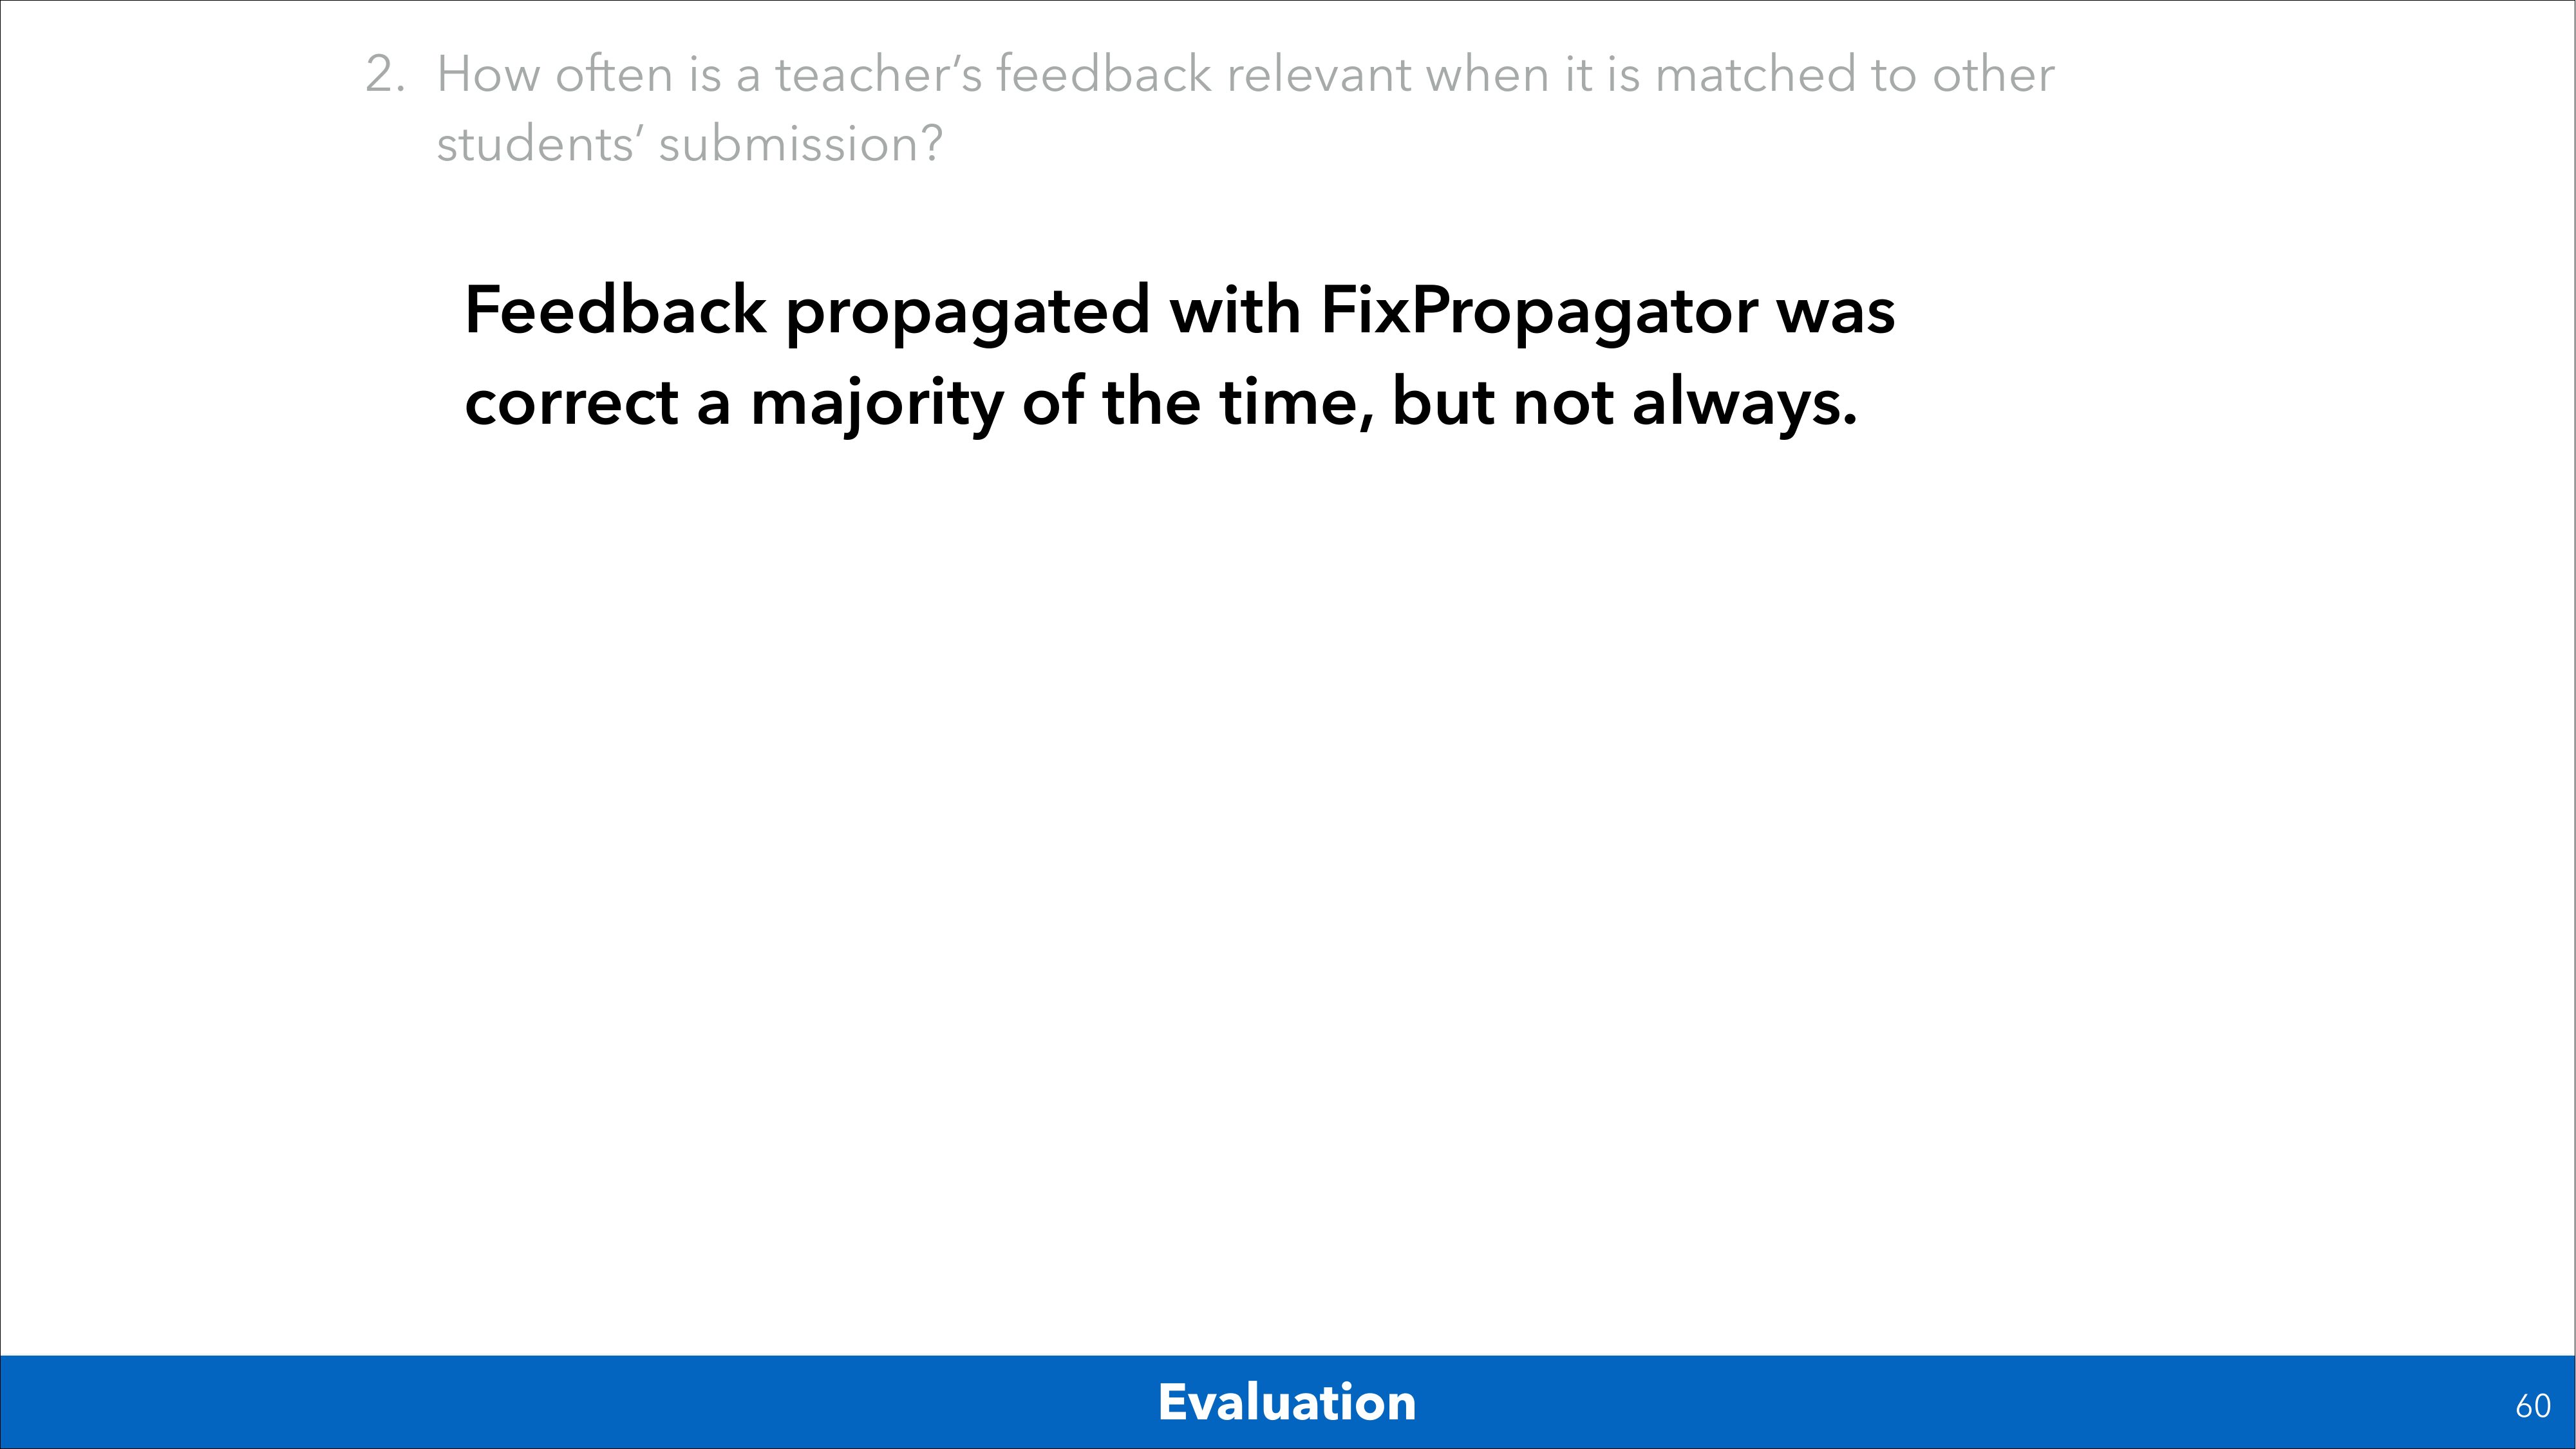 2. How often is a teacher’s feedback relevant when it is matched to other
students’ submission?
Feedback propagated with FixPropagator was
correct a majority of the time, but not always.
Evaluation
60